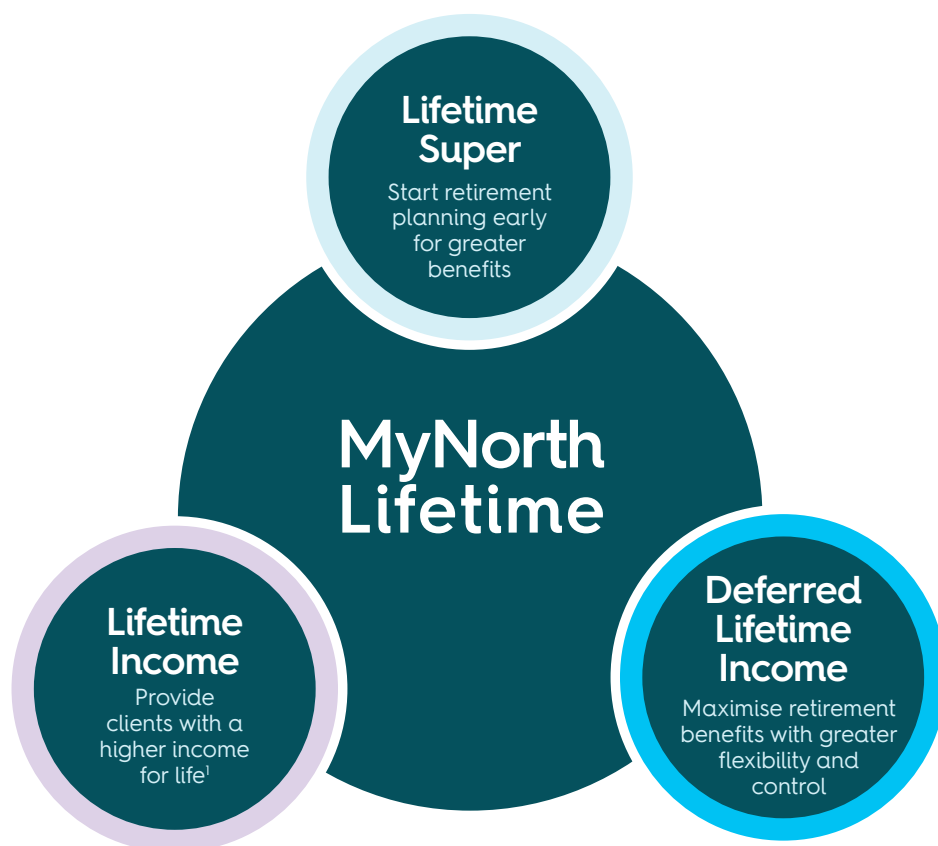 Lifetime
Super
Start retirement
planning early
for greater
benefits
MyNorth
Lifetime
Lifetime
Income
Provide
clients with a
higher income
for life¹
Deferred
Lifetime
Income
Maximise retirement
benefits with greater
flexibility and
control